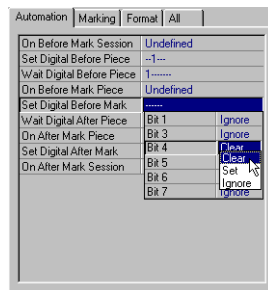 Automation Marking Format All
On Before Mark Session Undefined
Set Digital Before Piece --1---
Wait Digital Before Piece 1-------
On Before Mark Piece Undefined
Set Digital Before Mark ------
Wait Digital After Piece Bit 1 Ignore
On After Mark Piece Bit 3 Ignore
Set Digital After Mark Bit 4 Clear
On After Mark Session Bit 5 Clear
Bit 6 Set
Bit 7 Ignore